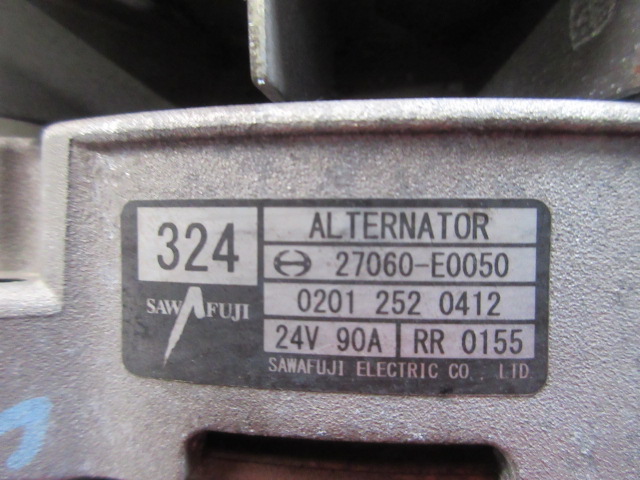 324
ALTERNATOR
27060-E0050
SAWAFUJI
0201 252 0412
24V 90A RR 0155
SAWAFUJI ELECTRIC CO., LTD